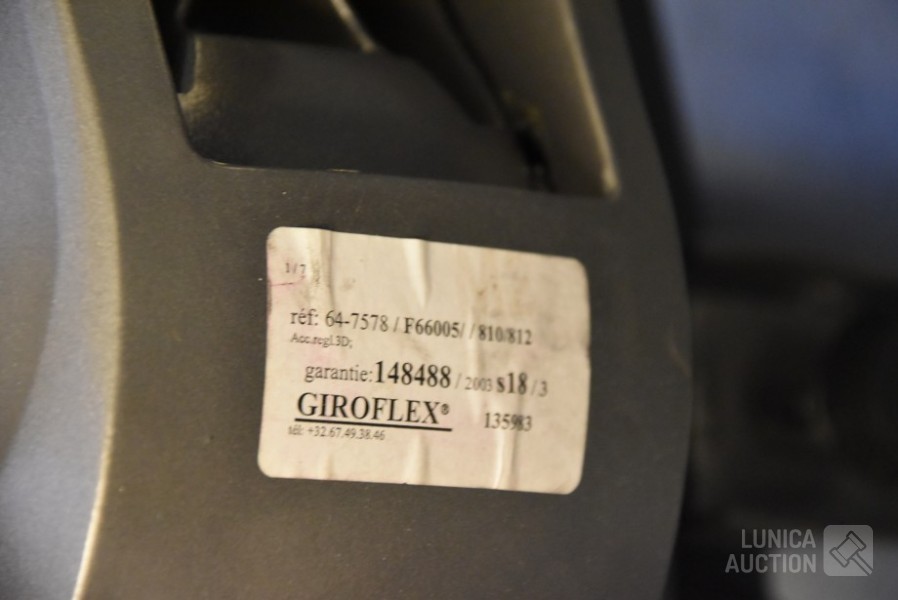 1/7
réf: 64-7578 / F66005/ / 810/812
Acc.regl.3D;
garantie:148488 / 2003 s18 / 3
GIROFLEX® 135983
tél: +32.67.49.38.46
LUNICA
AUCTION